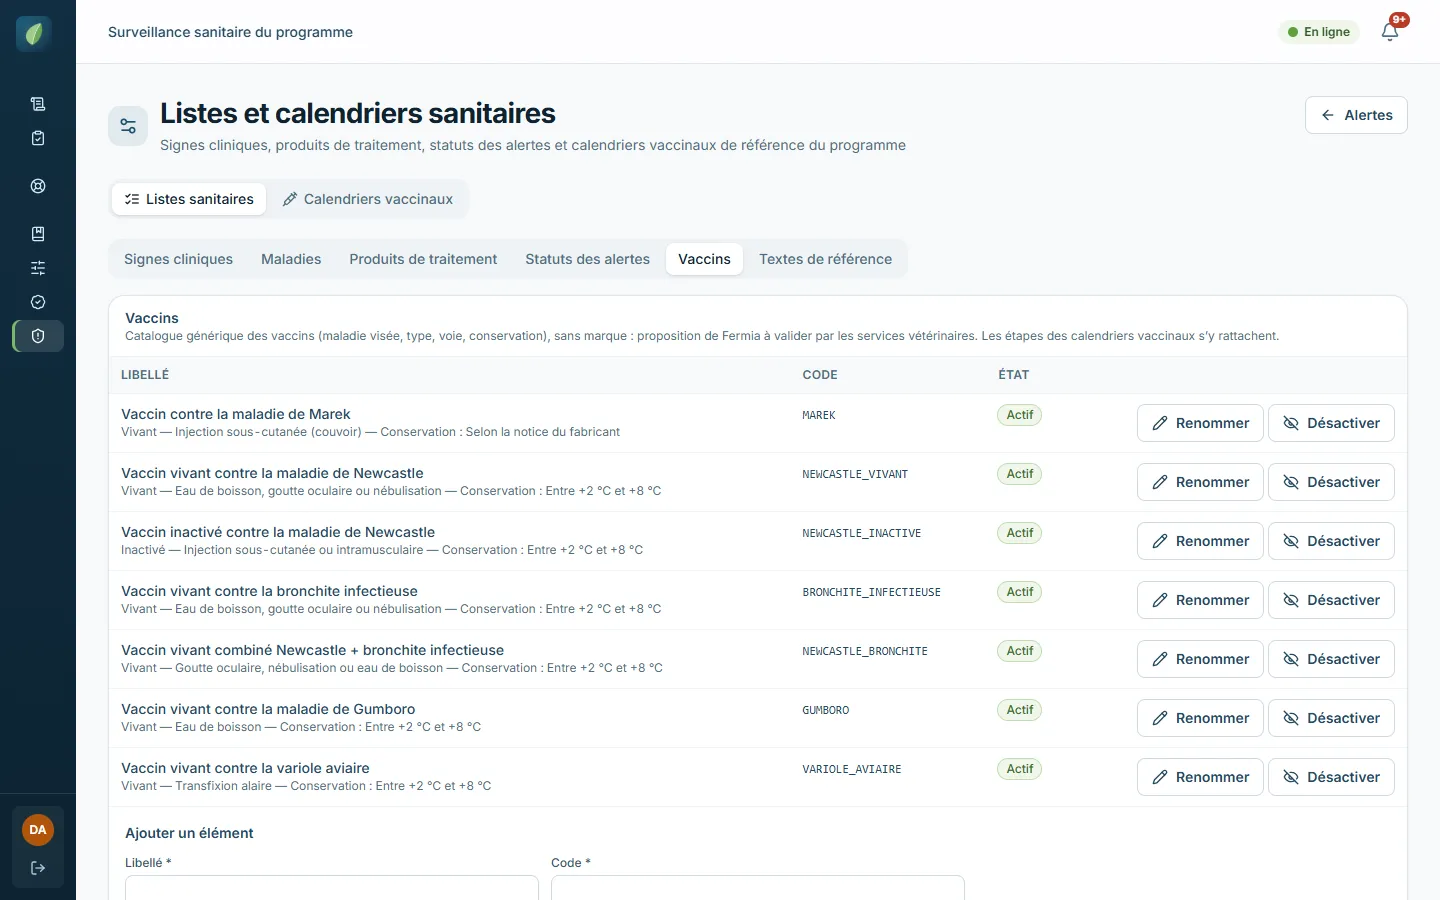 Surveillance sanitaire du programme
En ligne
9+
Listes et calendriers sanitaires
Signes cliniques, produits de traitement, statuts des alertes et calendriers vaccinaux de référence du programme
Alertes
Listes sanitaires
Calendriers vaccinaux
Signes cliniques
Maladies
Produits de traitement
Statuts des alertes
Vaccins
Textes de référence
Vaccins
Catalogue générique des vaccins (maladie visée, type, voie, conservation), sans marque : proposition de Fermia à valider par les services vétérinaires. Les étapes des calendriers vaccinaux s'y rattachent.
LIBELLÉ CODE ÉTAT
Vaccin contre la maladie de Marek MAREK Actif Renommer Désactiver
Vivant — Injection sous-cutanée (couvoir) — Conservation : Selon la notice du fabricant
Vaccin vivant contre la maladie de Newcastle NEWCASTLE_VIVANT Actif Renommer Désactiver
Vivant — Eau de boisson, goutte oculaire ou nébulisation — Conservation : Entre +2 °C et +8 °C
Vaccin inactivé contre la maladie de Newcastle NEWCASTLE_INACTIVE Actif Renommer Désactiver
Inactivé — Injection sous-cutanée ou intramusculaire — Conservation : Entre +2 °C et +8 °C
Vaccin vivant contre la bronchite infectieuse BRONCHITE_INFECTIEUSE Actif Renommer Désactiver
Vivant — Eau de boisson, goutte oculaire ou nébulisation — Conservation : Entre +2 °C et +8 °C
Vaccin vivant combiné Newcastle + bronchite infectieuse NEWCASTLE_BRONCHITE Actif Renommer Désactiver
Vivant — Goutte oculaire, nébulisation ou eau de boisson — Conservation : Entre +2 °C et +8 °C
Vaccin vivant contre la maladie de Gumboro GUMBORO Actif Renommer Désactiver
Vivant — Eau de boisson — Conservation : Entre +2 °C et +8 °C
Vaccin vivant contre la variole aviaire VARIOLE_AVIAIRE Actif Renommer Désactiver
Vivant — Transfixion alaire — Conservation : Entre +2 °C et +8 °C
Ajouter un élément
Libellé * Code *
DA